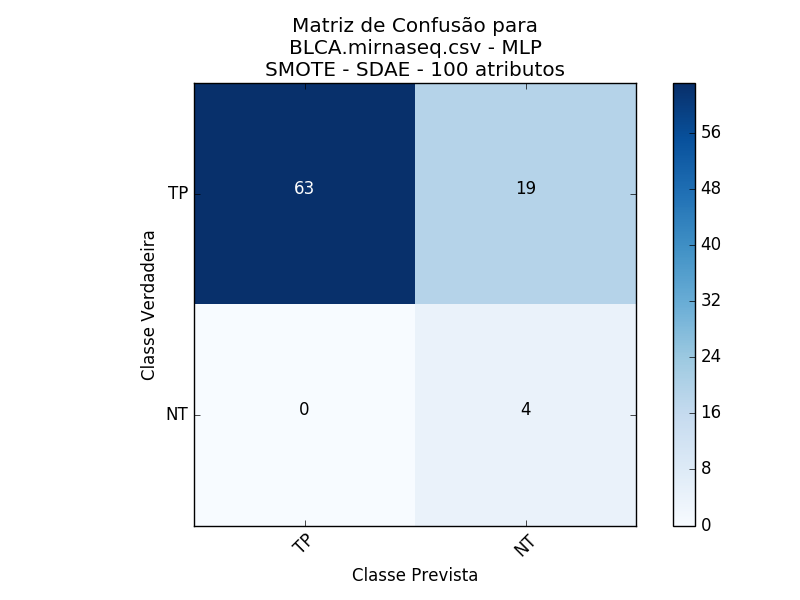 Matriz de Confusão para
BLCA.mirnaseq.csv - MLP
SMOTE - SDAE - 100 atributos
TP
63
19
NT
0
4
TP
NT
Classe Verdadeira
Classe Prevista
56
48
40
32
24
16
8
0